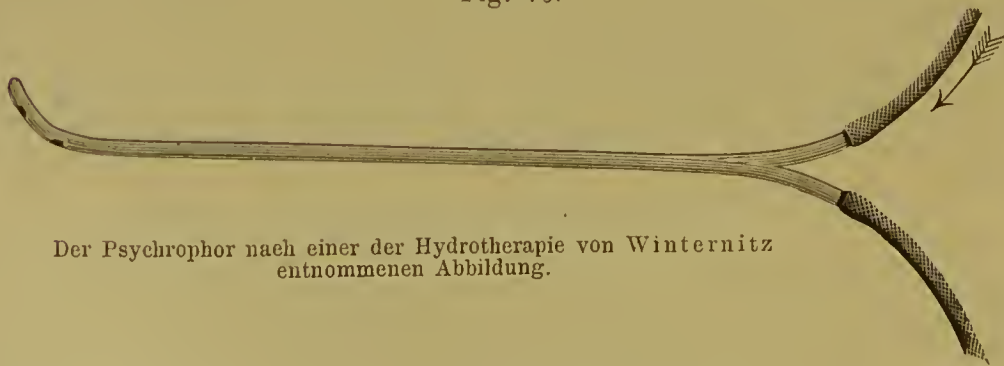 Der Psychrophor nach einer der Hydrotherapie von Winternitz
entnommenen Abbildung.